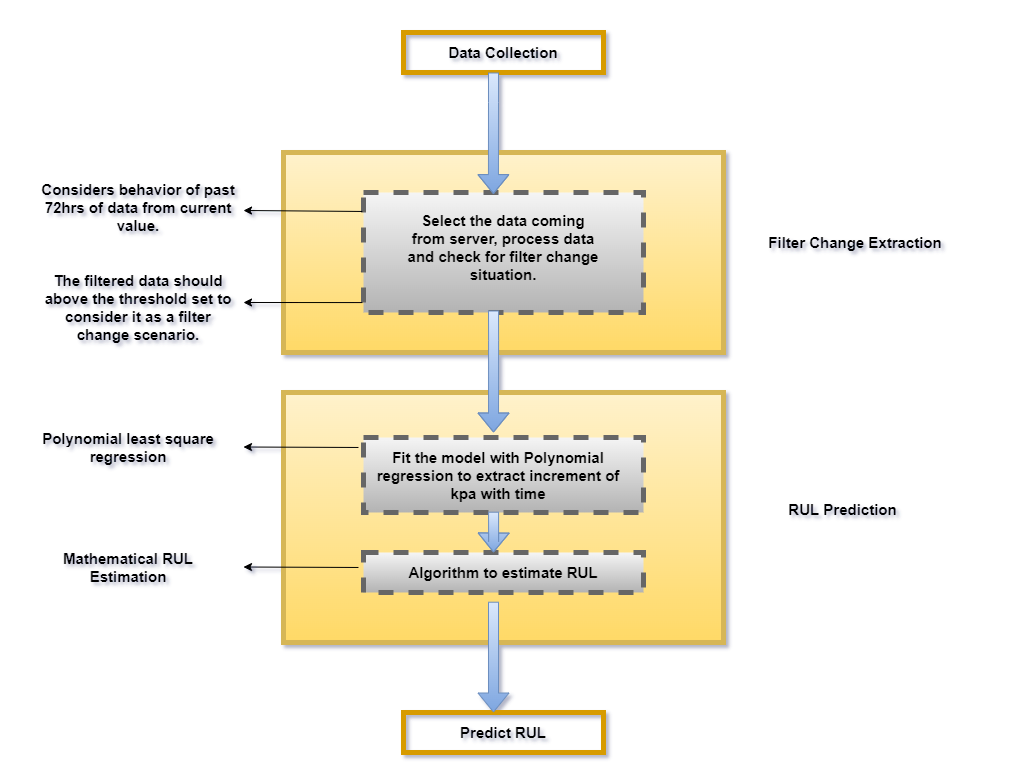 Data Collection
Considers behavior of past
72hrs of data from current
value.
Select the data coming
from server, process data
and check for filter change
situation.
Filter Change Extraction
The filtered data should
above the threshold set to
consider it as a filter
change scenario.
Polynomial least square
regression
Fit the model with Polynomial
regression to extract increment of
kpa with time
RUL Prediction
Mathematical RUL
Estimation
Algorithm to estimate RUL
Predict RUL